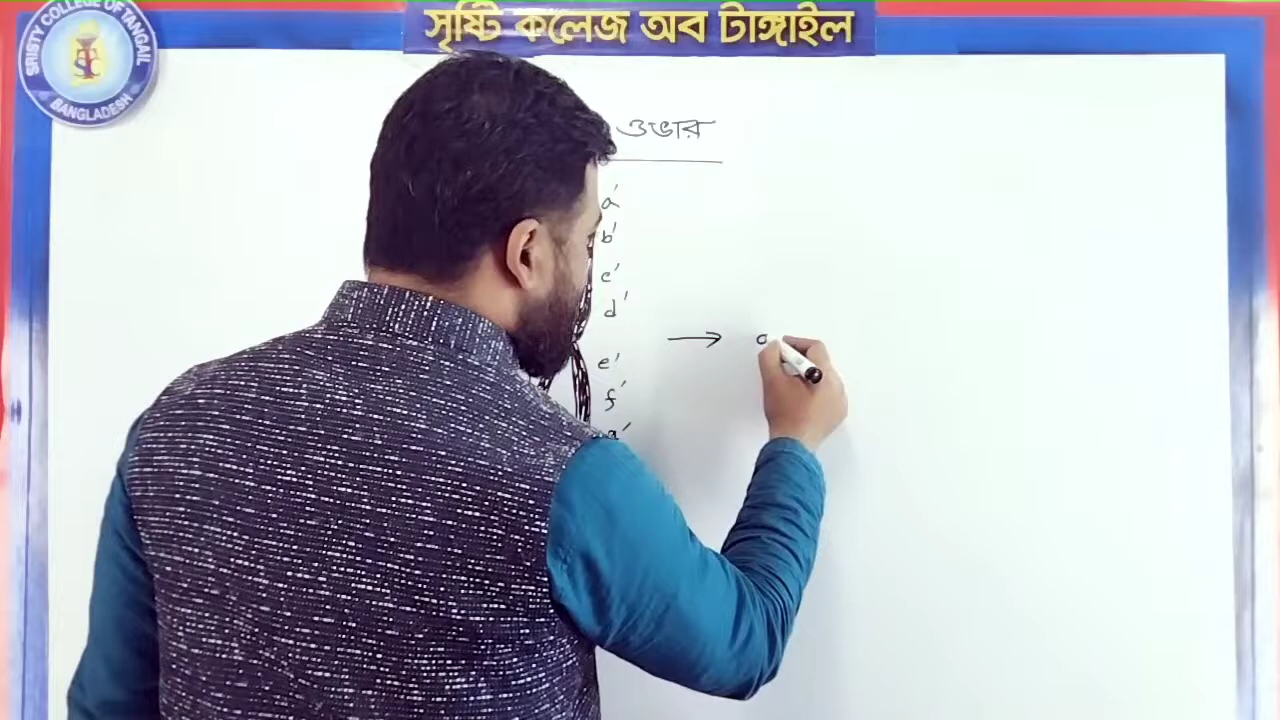 সৃষ্টি কলেজ অব টাঙ্গাইল
SRISTY COLLEGE OF TANGAIL
BANGLADESH
ওভার
a'
b'
c'
d'
e'
f'
→ a